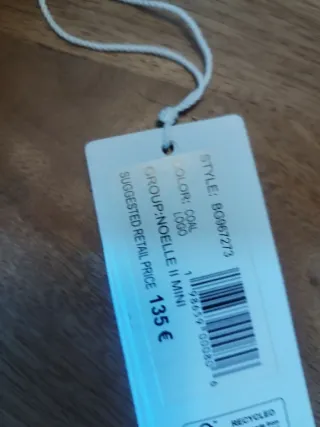 STYLE: BG967273
COLOR: COAL
LOGO
GROUP:NOELLE II MINI
SUGGESTED RETAIL PRICE 135 €
RECYCLED